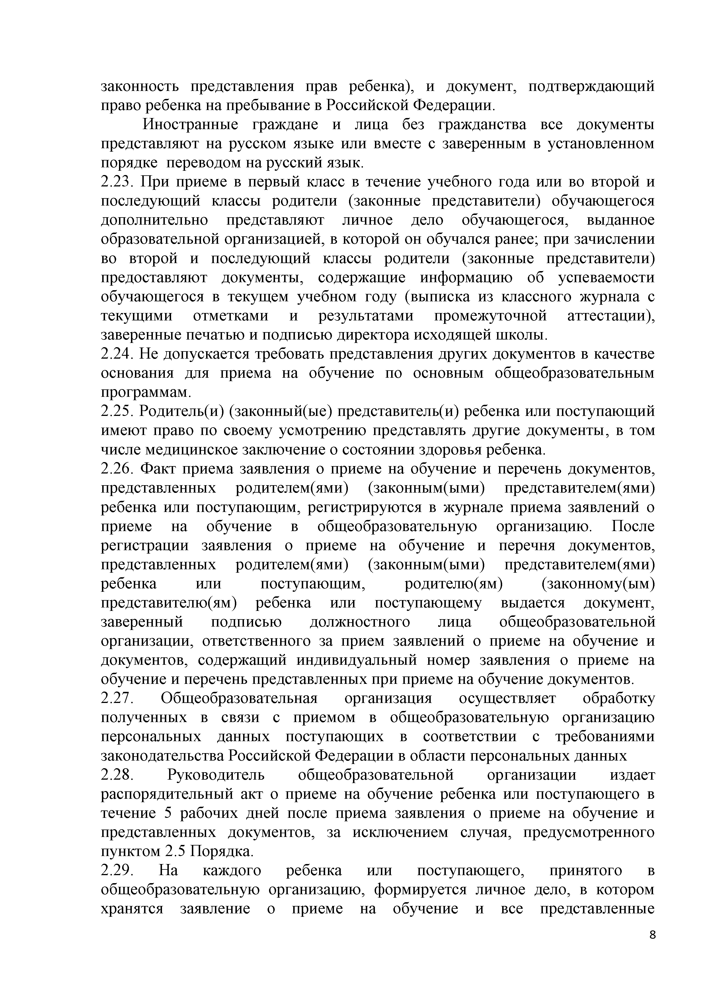 законность представления прав ребенка), и документ, подтверждающий
право ребенка на пребывание в Российской Федерации.
Иностранные граждане и лица без гражданства все документы
представляют на русском языке или вместе с заверенным в установленном
порядке  переводом на русский язык.
2.23. При приеме в первый класс в течение учебного года или во второй и
последующий классы родители (законные представители) обучающегося
дополнительно представляют личное дело обучающегося, выданное
образовательной организацией, в которой он обучался ранее; при зачислении
во второй и последующий классы родители (законные представители)
предоставляют документы, содержащие информацию об успеваемости
обучающегося в текущем учебном году (выписка из классного журнала с
текущими отметками и результатами промежуточной аттестации),
заверенные печатью и подписью директора исходящей школы.
2.24. Не допускается требовать представления других документов в качестве
основания для приема на обучение по основным общеобразовательным
программам.
2.25. Родитель(и) (законный(ые) представитель(и) ребенка или поступающий
имеют право по своему усмотрению представлять другие документы, в том
числе медицинское заключение о состоянии здоровья ребенка.
2.26. Факт приема заявления о приеме на обучение и перечень документов,
представленных родителем(ями) (законным(ыми) представителем(ями)
ребенка или поступающим, регистрируются в журнале приема заявлений о
приеме на обучение в общеобразовательную организацию. После
регистрации заявления о приеме на обучение и перечня документов,
представленных родителем(ями) (законным(ыми) представителем(ями)
ребенка или поступающим, родителю(ям) (законному(ым)
представителю(ям) ребенка или поступающему выдается документ,
заверенный подписью должностного лица общеобразовательной
организации, ответственного за прием заявлений о приеме на обучение и
документов, содержащий индивидуальный номер заявления о приеме на
обучение и перечень представленных при приеме на обучение документов.
2.27. Общеобразовательная организация осуществляет обработку
полученных в связи с приемом в общеобразовательную организацию
персональных данных поступающих в соответствии с требованиями
законодательства Российской Федерации в области персональных данных
2.28. Руководитель общеобразовательной организации издает
распорядительный акт о приеме на обучение ребенка или поступающего в
течение 5 рабочих дней после приема заявления о приеме на обучение и
представленных документов, за исключением случая, предусмотренного
пунктом 2.5 Порядка.
2.29. На каждого ребенка или поступающего, принятого в
общеобразовательную организацию, формируется личное дело, в котором
хранятся заявление о приеме на обучение и все представленные
8